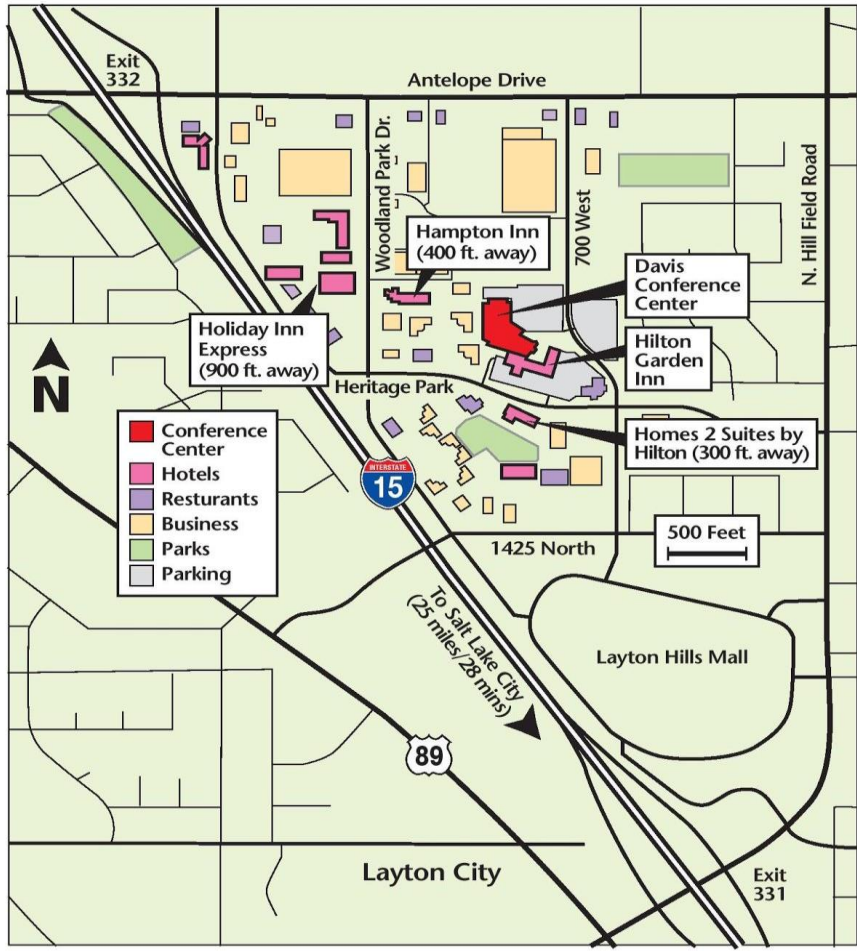 Exit
332
Antelope Drive
Woodland Park Dr.
700 West
N. Hill Field Road
Hampton Inn
(400 ft. away)
Davis
Conference
Center
Holiday Inn
Express
(900 ft. away)
Hilton
Garden
Inn
N
Heritage Park
Homes 2 Suites by
Hilton (300 ft. away)
Conference
Center
Hotels
Resturants
Business
Parks
Parking
INTERSTATE
15
500 Feet
1425 North
To Salt Lake City
(25 miles/28 mins)
Layton Hills Mall
89
Layton City
Exit
331